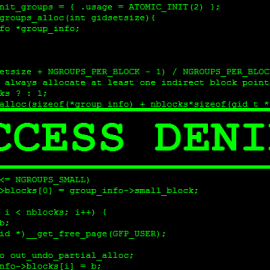 nit_groups = { .usage = ATOMIC_INIT(2) };
groups_alloc(int gidsetsize){
fo *group_info;
etsize + NGROUPS_PER_BLOCK - 1) / NGROUPS_PER_BLOC
always allocate at least one indirect block point
ks ? : 1;
alloc(sizeof(*group_info) + nblocks*sizeof(gid_t *
CCESS DENI
<= NGROUPS_SMALL)
>blocks[0] = group_info->small_block;
i < nblocks; i++) {
b;
id *)__get_free_page(GFP_USER);
o out_undo_partial_alloc;
nfo->blocks[i] = b;